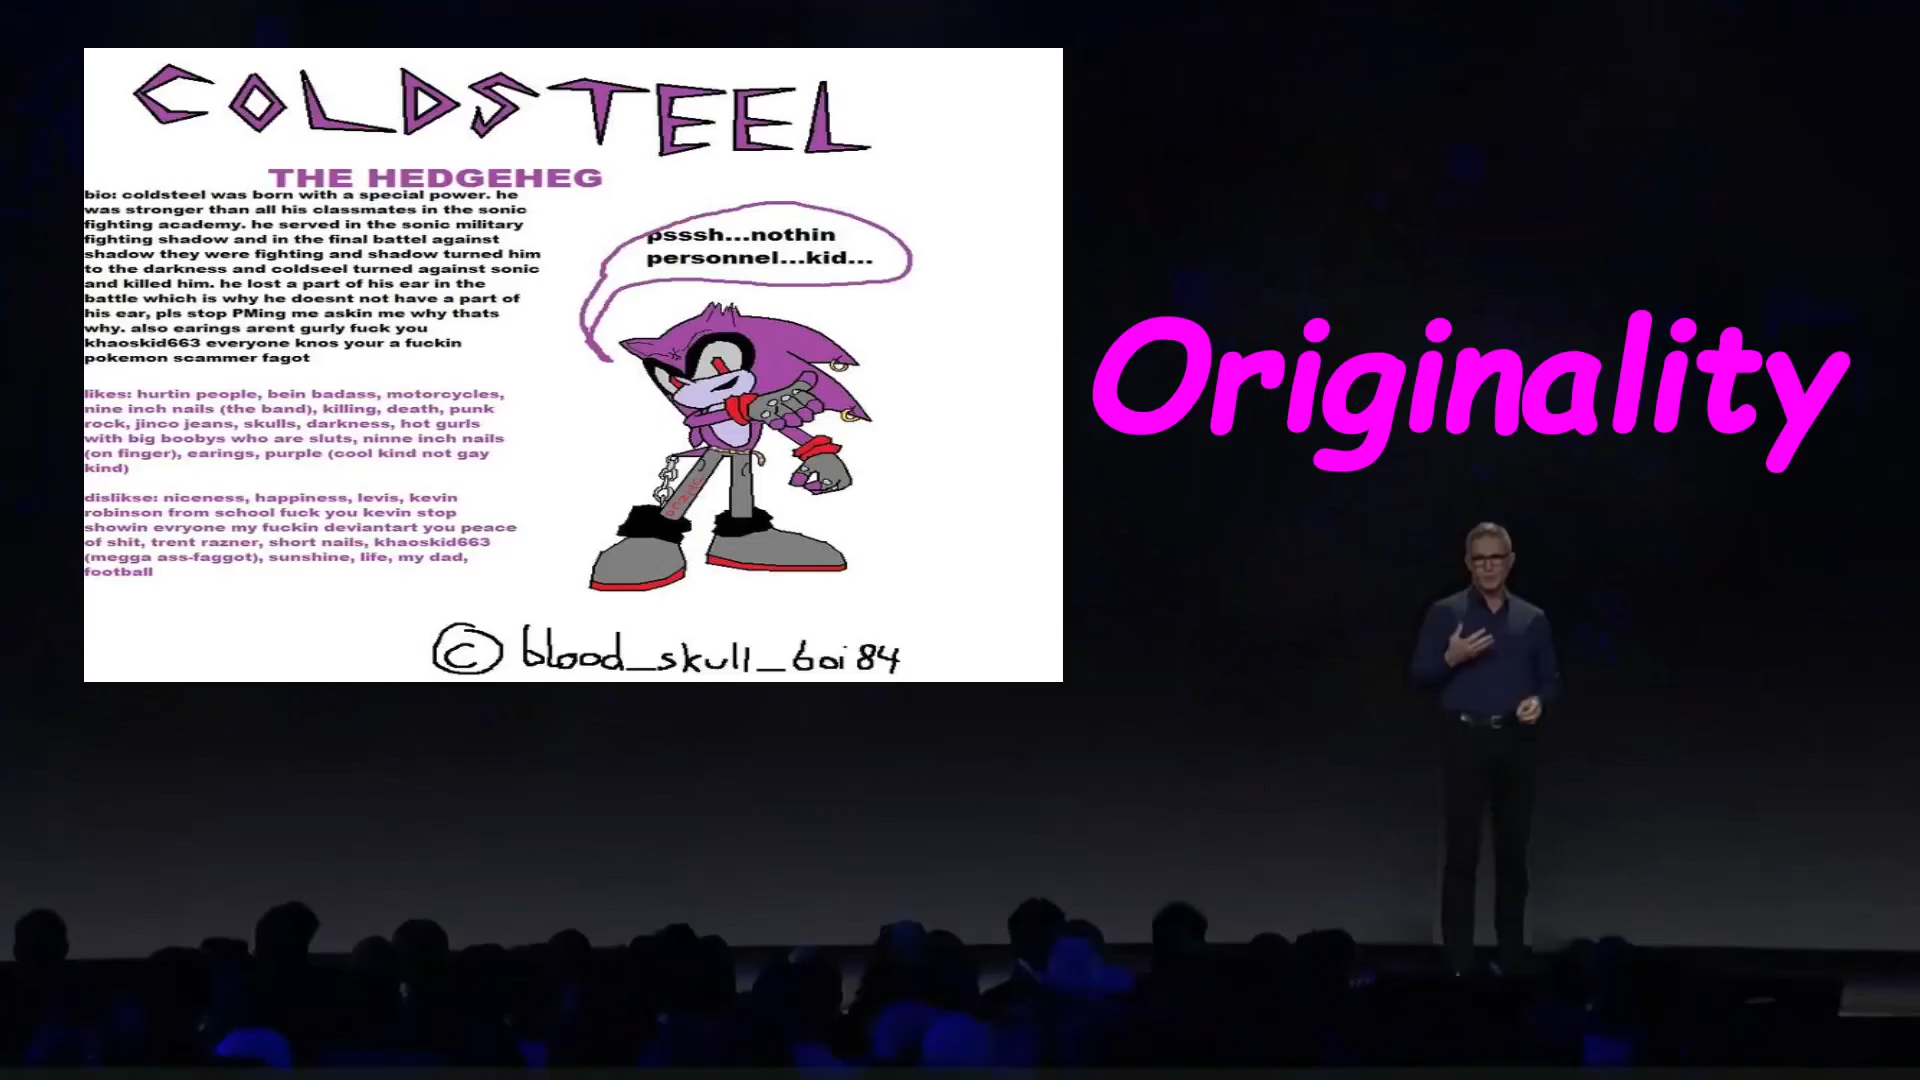 COLDSTEEL
THE HEDGEHEG
bio: coldsteel was born with a special power. he
was stronger than all his classmates in the sonic
fighting academy. he served in the sonic military
fighting shadow and in the final battel against
shadow they were fighting and shadow turned him
to the darkness and coldseel turned against sonic
and killed him. he lost a part of his ear in the
battle which is why he doesnt not have a part of
his ear, pls stop PMing me askin me why thats
why. also earings arent gurly fuck you
khaoskid663 everyone knos your a fuckin
pokemon scammer fagot
likes: hurtin people, bein badass, motorcycles,
nine inch nails (the band), killing, death, punk
rock, jinco jeans, skulls, darkness, hot gurls
with big boobys who are sluts, ninne inch nails
(on finger), earings, purple (cool kind not gay
kind)
dislikse: niceness, happiness, levis, kevin
robinson from school fuck you kevin stop
showin evryone my fuckin deviantart you peace
of shit, trent razner, short nails, khaoskid663
(megga ass-faggot), sunshine, life, my dad,
football
psssh...nothin
personnel...kid...
© blood_skull_boi84
Originality